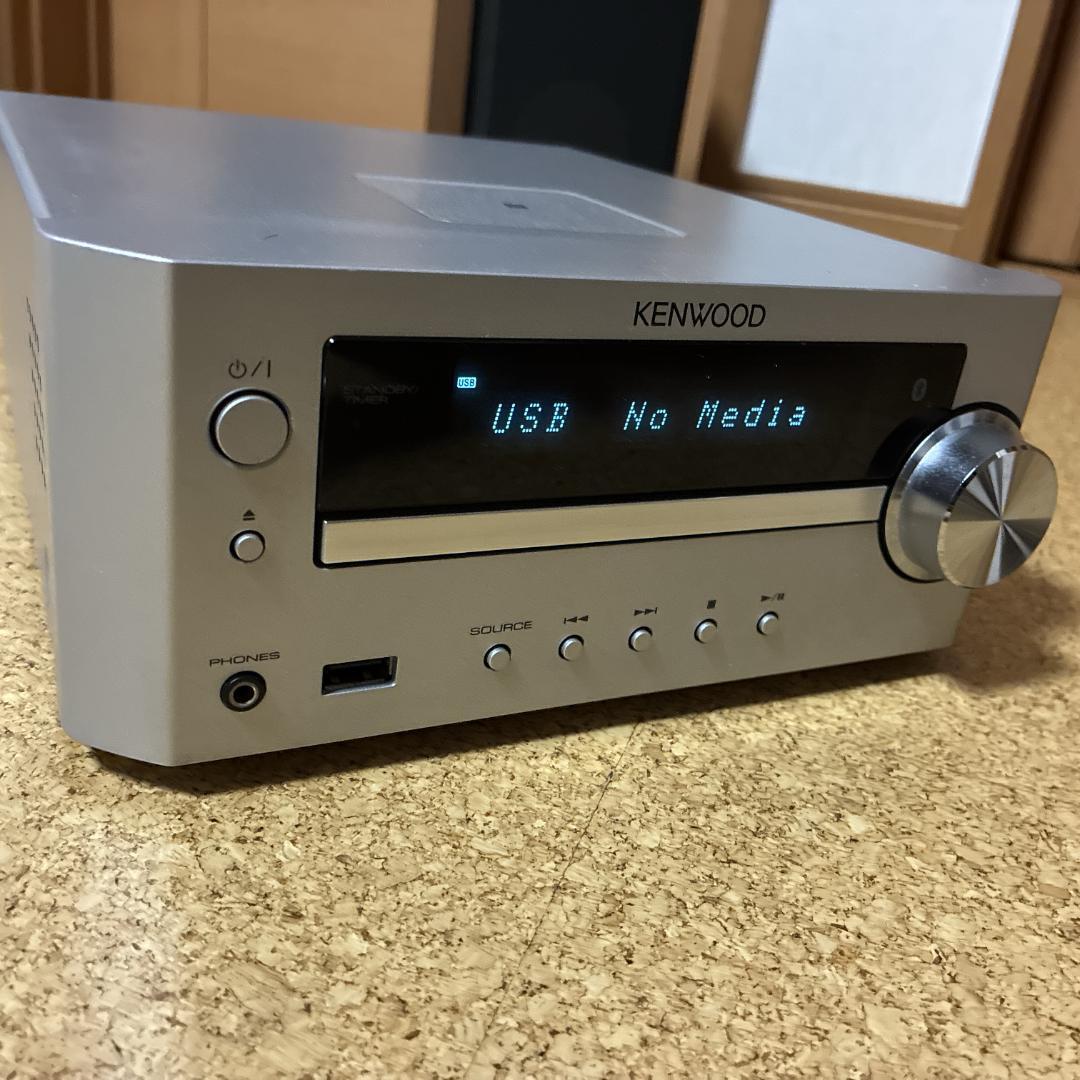 KENWOOD
STANDBY/
TIMER
USB
USB No Media
SOURCE
PHONES